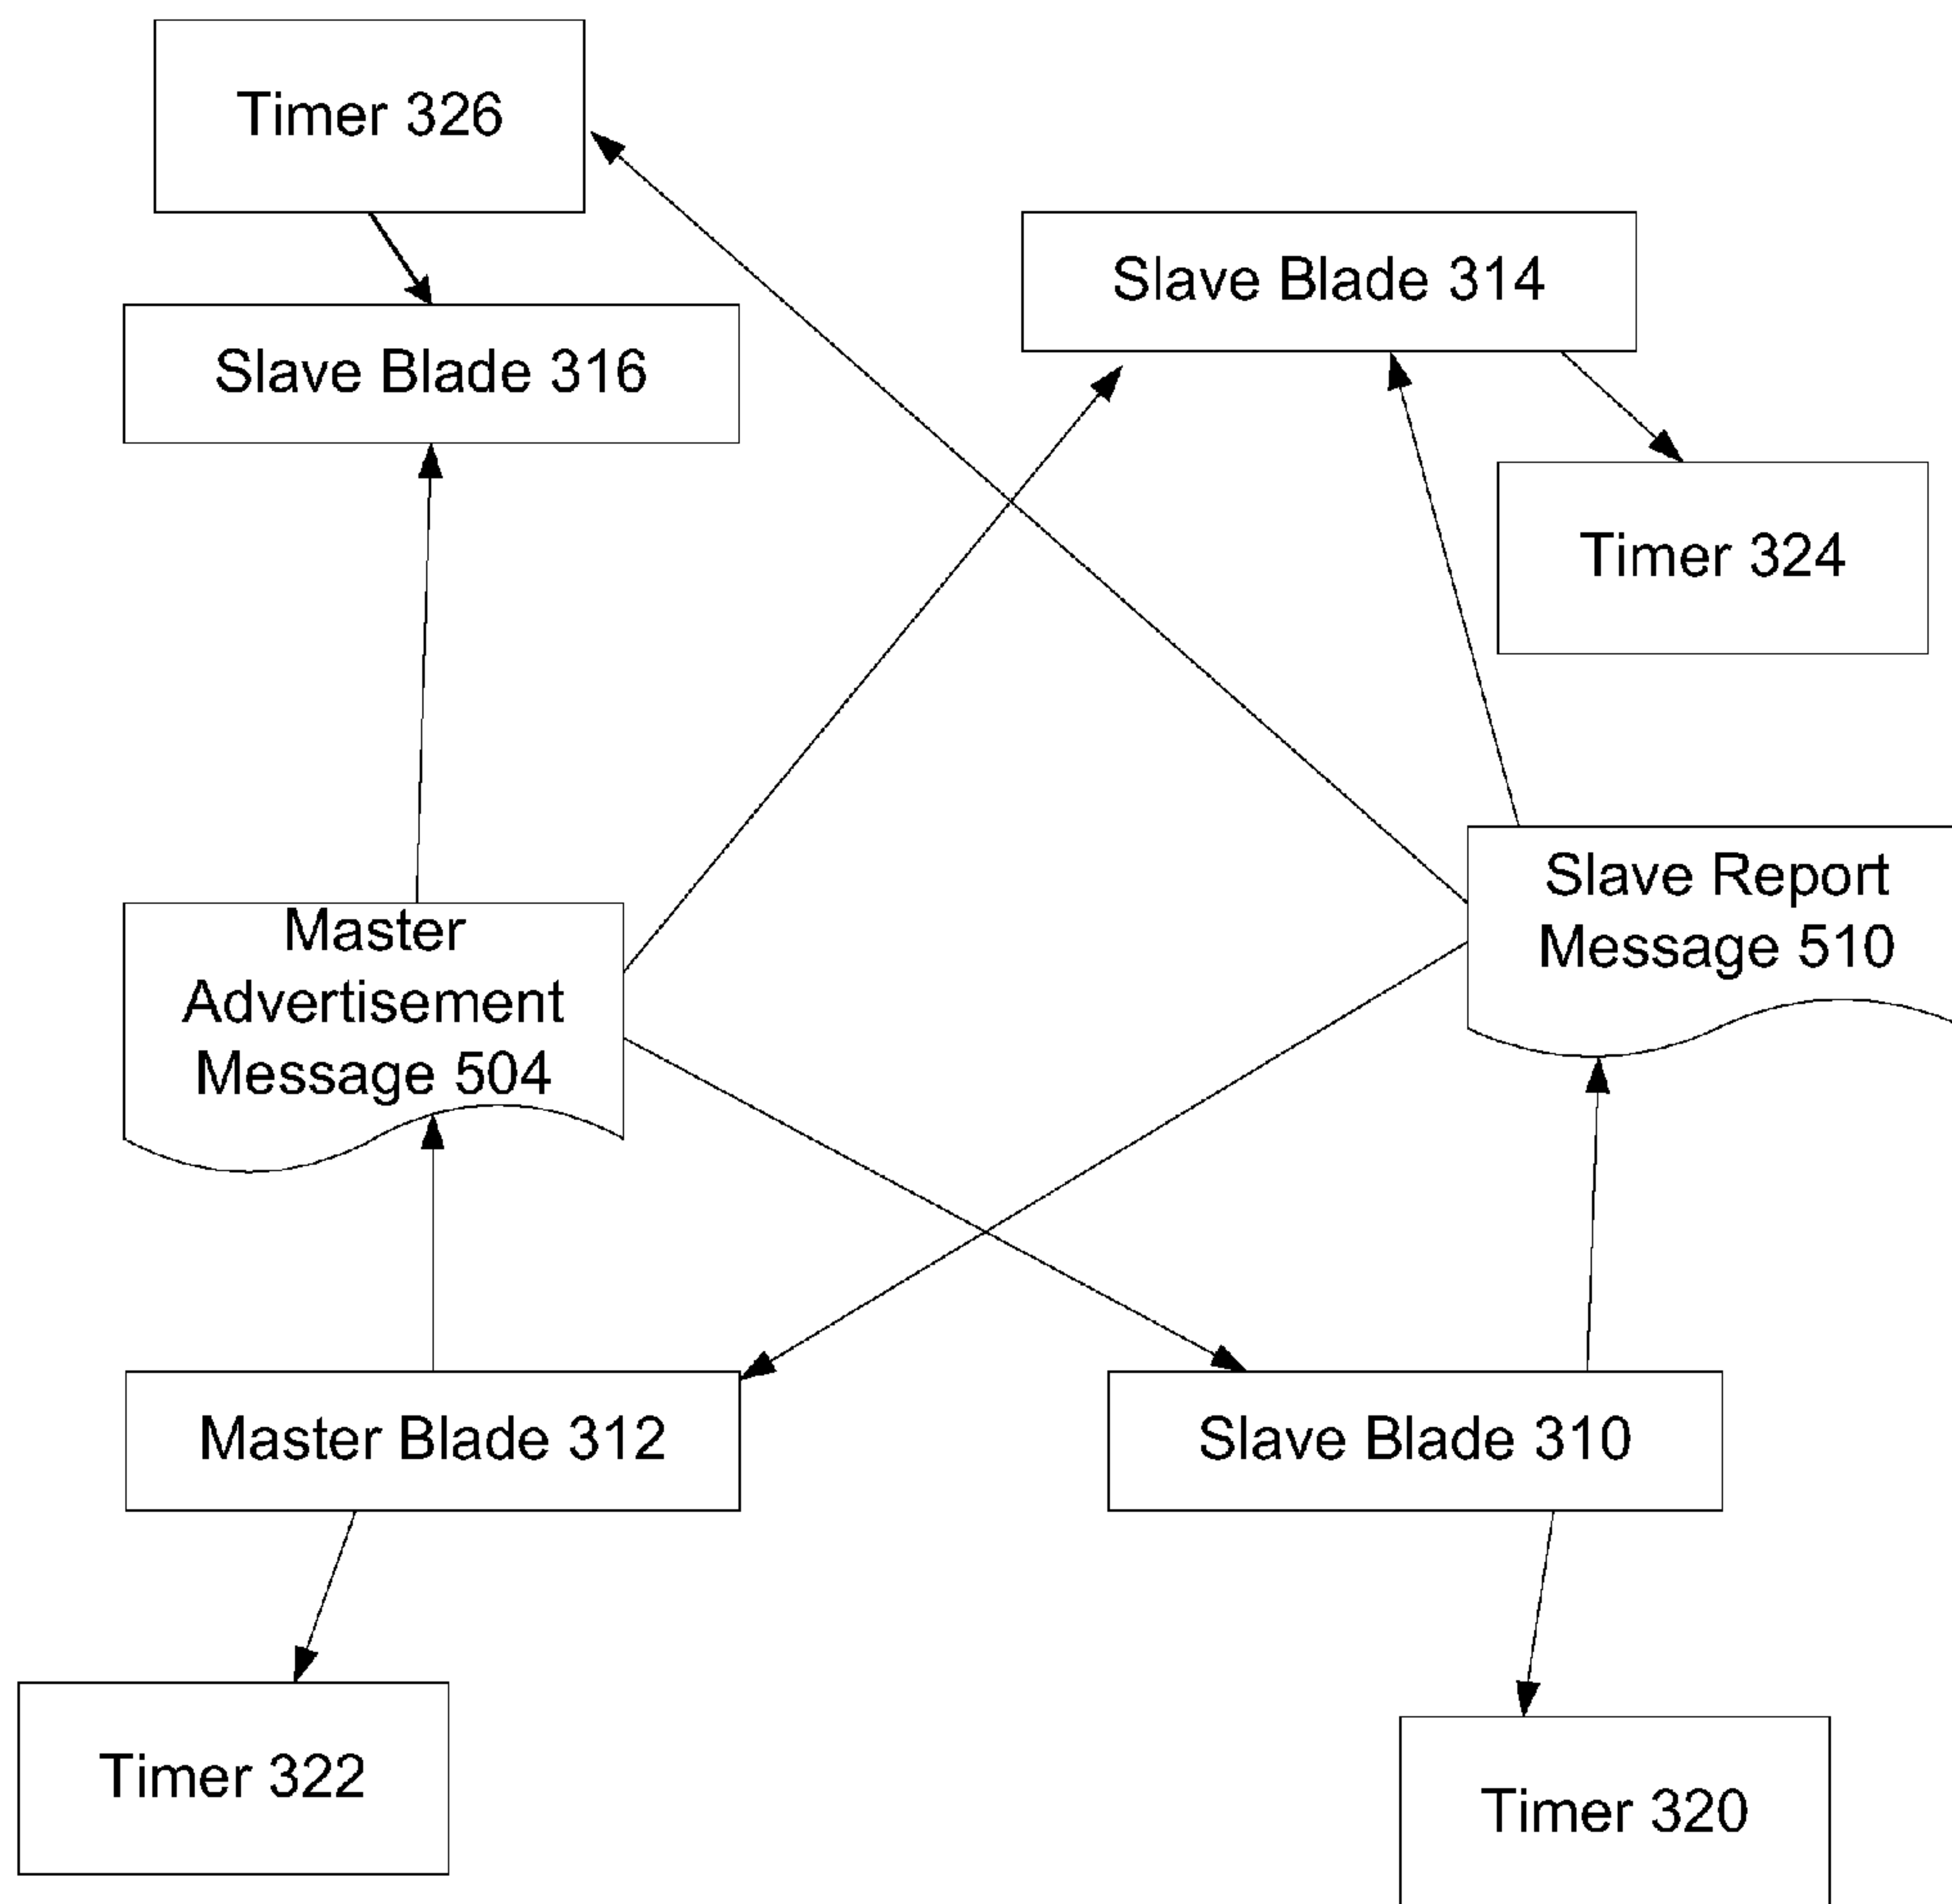 Timer 326
Slave Blade 314
Slave Blade 316
Timer 324
Slave Report
Message 510
Master
Advertisement
Message 504
Master Blade 312
Slave Blade 310
Timer 322
Timer 320